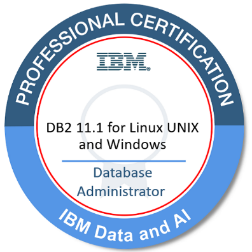 PROFESSIONAL CERTIFICATION
IBM.
DB2 11.1 for Linux UNIX
and Windows
Database
Administrator
IBM Data and AI